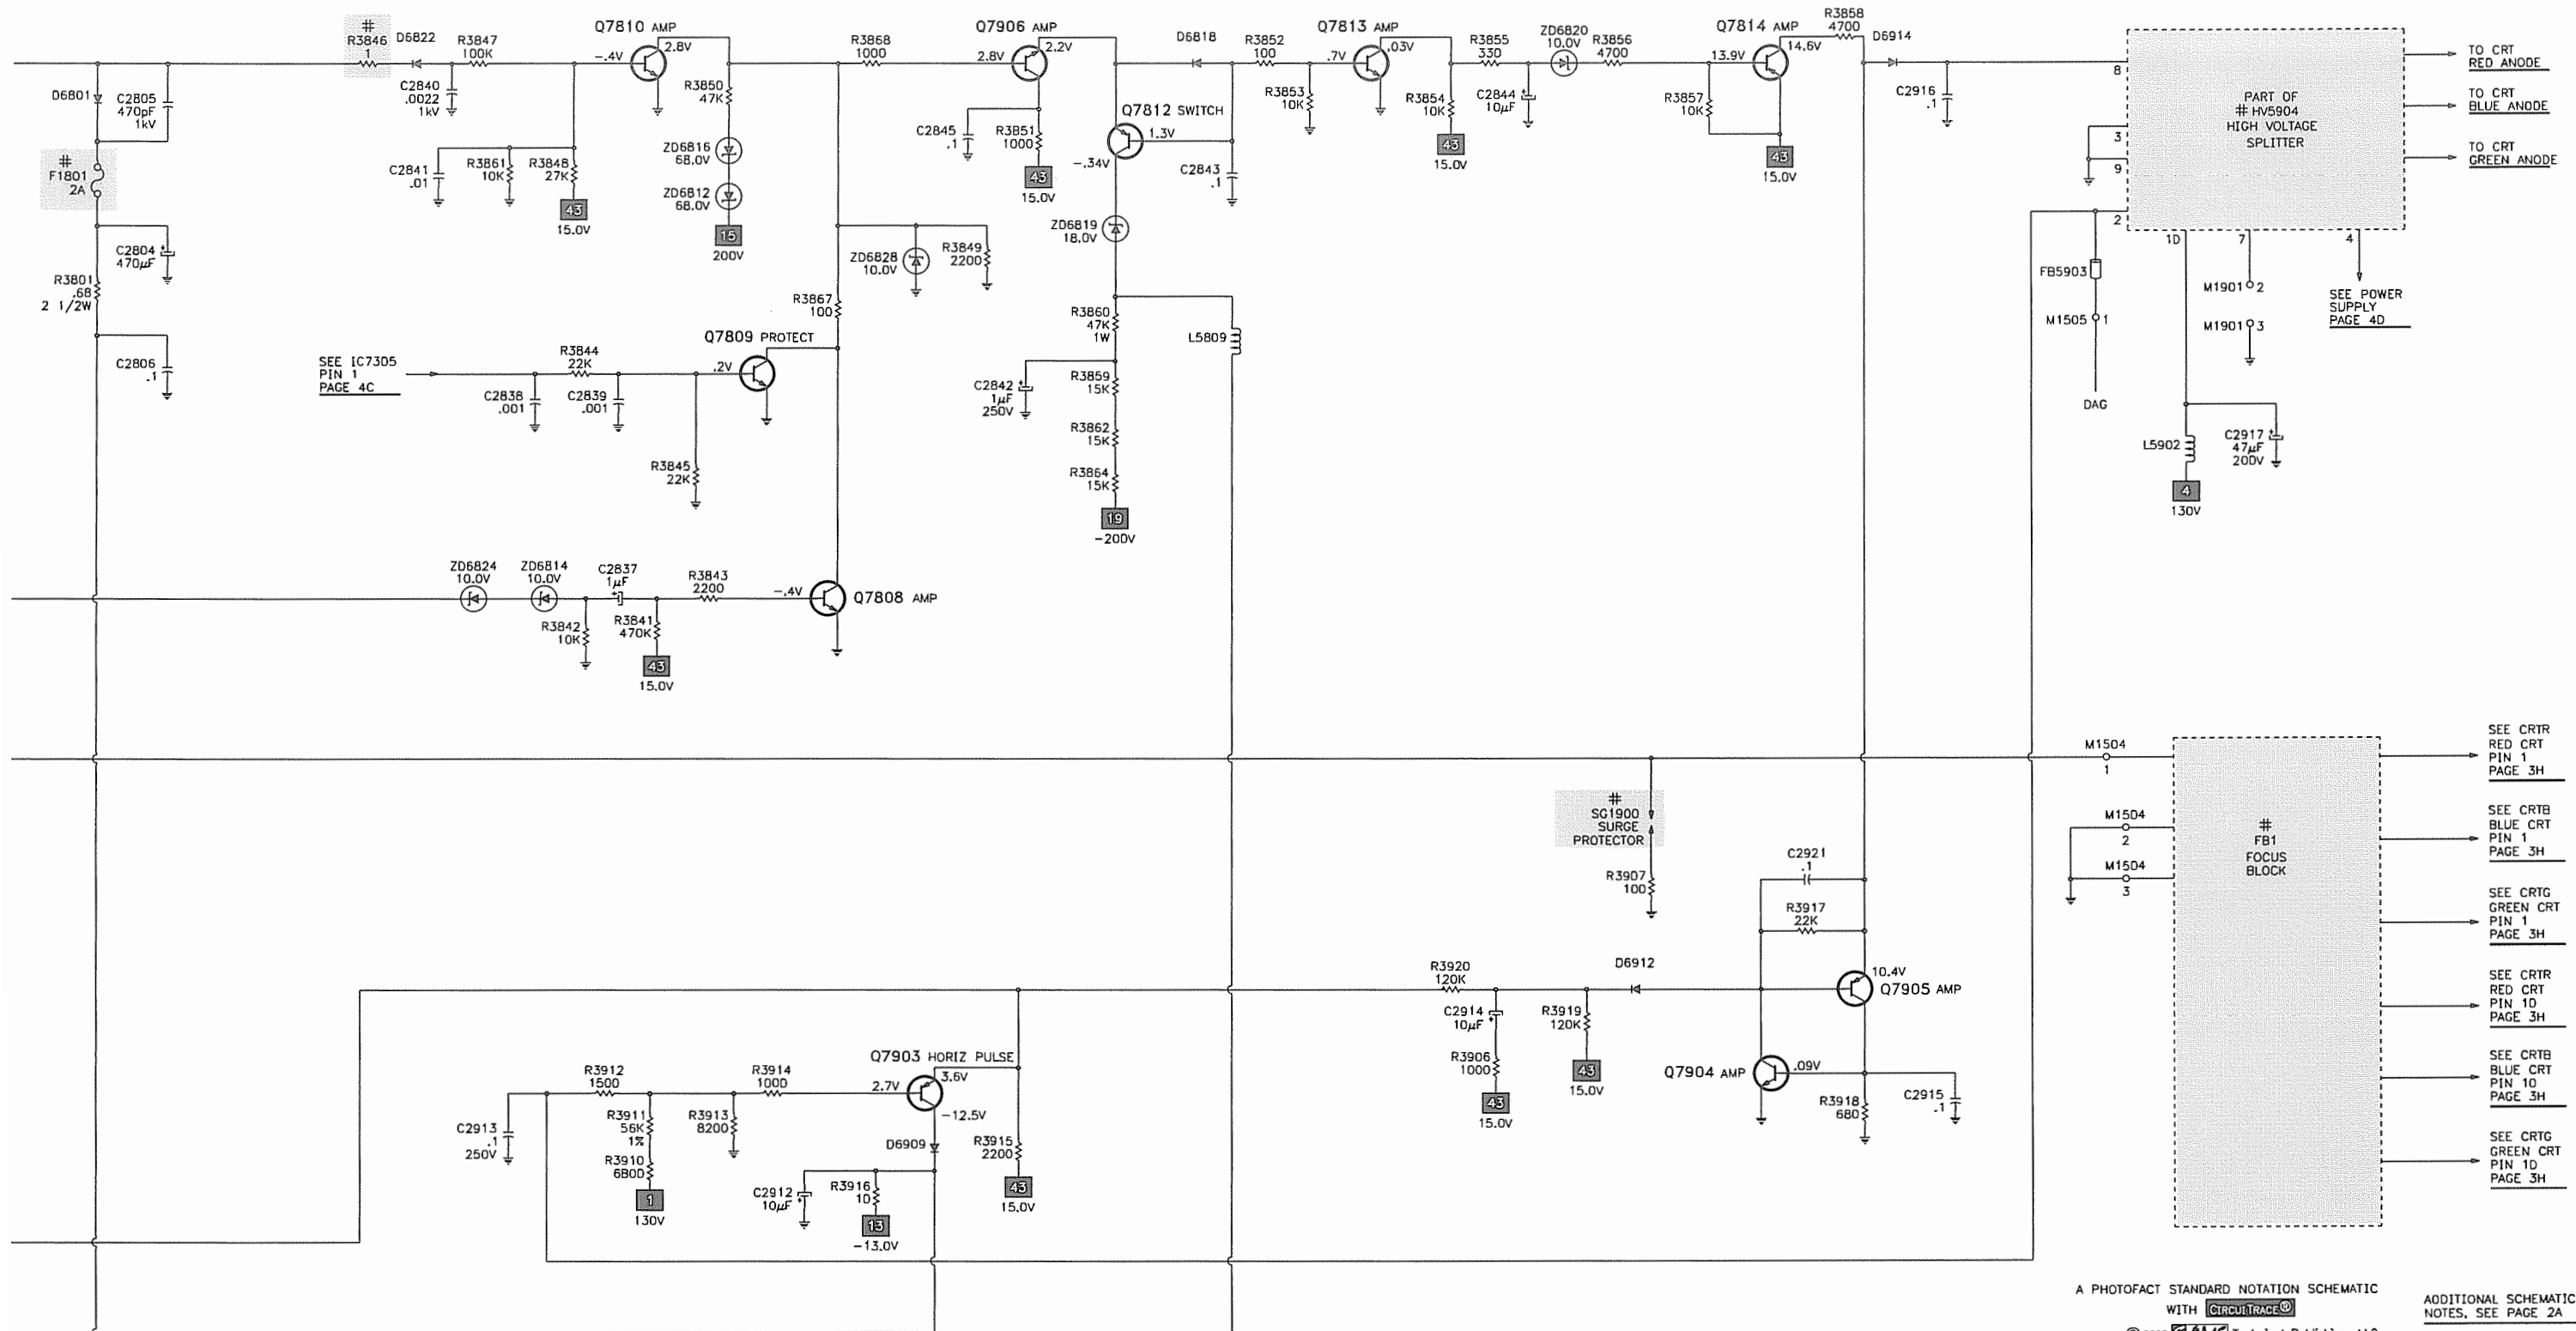 #
R3846
1
D6822
R3847
100K
Q7810 AMP
-.4V
2.8V
R3868
1000
Q7906 AMP
2.8V
2.2V
D6818
R3852
100
Q7813 AMP
.7V
.03V
R3855
330
ZD6820
10.0V
R3856
4700
Q7814 AMP
13.9V
14.6V
R3858
4700
D6914
D6801
C2805
470pF
1kV
C2840
.0022
1kV
R3850
47K
C2845
.1
R3851
1000
Q7812 SWITCH
1.3V
-.34V
R3853
10K
R3854
10K
C2844
10µF
R3857
10K
C2916
.1
8
3
9
2
PART OF
# HV5904
HIGH VOLTAGE
SPLITTER
TO CRT
RED ANODE
TO CRT
BLUE ANODE
TO CRT
GREEN ANODE
#
F1801
2A
C2841
.01
R3861
10K
R3848
27K
43
15.0V
ZD6816
68.0V
ZD6812
68.0V
15
200V
43
15.0V
C2843
.1
43
15.0V
43
15.0V
C2804
470µF
R3801
.68
2 1/2W
C2806
.1
ZD6828
10.0V
R3849
2200
ZD6819
18.0V
R3867
100
R3860
47K
1W
L5809
10
7
4
FB5903
M1505 1
DAG
M1901 2
M1901 3
SEE POWER
SUPPLY
PAGE 4D
SEE IC7305
PIN 1
PAGE 4C
R3844
22K
C2838
.001
C2839
.001
Q7809 PROTECT
.2V
R3845
22K
C2842
1µF
250V
R3859
15K
R3862
15K
R3864
15K
19
-200V
L5902
C2917
47µF
200V
4
130V
ZD6824
10.0V
ZD6814
10.0V
C2837
1µF
R3843
2200
-.4V
Q7808 AMP
R3842
10K
R3841
470K
43
15.0V
#
SG1900
SURGE
PROTECTOR
R3907
100
M1504
1
M1504
2
M1504
3
#
FB1
FOCUS
BLOCK
SEE CRTR
RED CRT
PIN 1
PAGE 3H
SEE CRTB
BLUE CRT
PIN 1
PAGE 3H
SEE CRTG
GREEN CRT
PIN 1
PAGE 3H
SEE CRTR
RED CRT
PIN 10
PAGE 3H
SEE CRTB
BLUE CRT
PIN 10
PAGE 3H
SEE CRTG
GREEN CRT
PIN 10
PAGE 3H
C2921
.1
R3917
22K
R3920
120K
D6912
10.4V
Q7905 AMP
C2914
10µF
R3919
120K
R3906
1000
43
15.0V
43
15.0V
Q7904 AMP
.09V
R3918
680
C2915
.1
Q7903 HORIZ PULSE
2.7V
3.6V
-12.5V
R3912
1500
R3914
1000
C2913
.1
250V
R3911
56K
1%
R3913
8200
R3910
6800
1
130V
D6909
C2912
10µF
R3916
10
13
-13.0V
R3915
2200
43
15.0V
A PHOTOFACT STANDARD NOTATION SCHEMATIC
WITH CIRCUITRACE®
ADDITIONAL SCHEMATIC
NOTES, SEE PAGE 2A